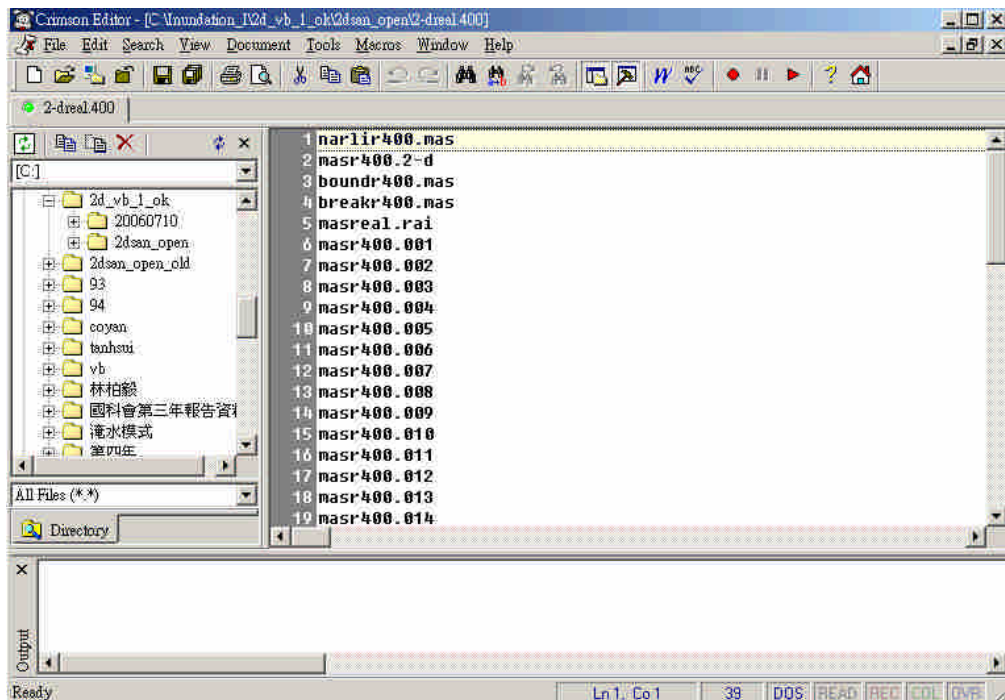 Crimson Editor - [C:\Inundation_I\2d_vb_1_ok\2dsan_open\2-dreal.400]
File Edit Search View Document Tools Macros Window Help
2-dreal.400
[C:]
2d_vb_1_ok
20060710
2dsan_open
2dsan_open_old
93
94
coyan
tanhsui
vb
林柏毅
國科會第三年報告資料
淹水模式
第四年
All Files (*.*)
Directory
1 narlir400.mas
2 masr400.2-d
3 boundr400.mas
4 breakr400.mas
5 masreal.rai
6 masr400.001
7 masr400.002
8 masr400.003
9 masr400.004
10 masr400.005
11 masr400.006
12 masr400.007
13 masr400.008
14 masr400.009
15 masr400.010
16 masr400.011
17 masr400.012
18 masr400.013
19 masr400.014
Output
Ready
Ln 1, Co 1
39
DOS
READ
REC
COL
OVR